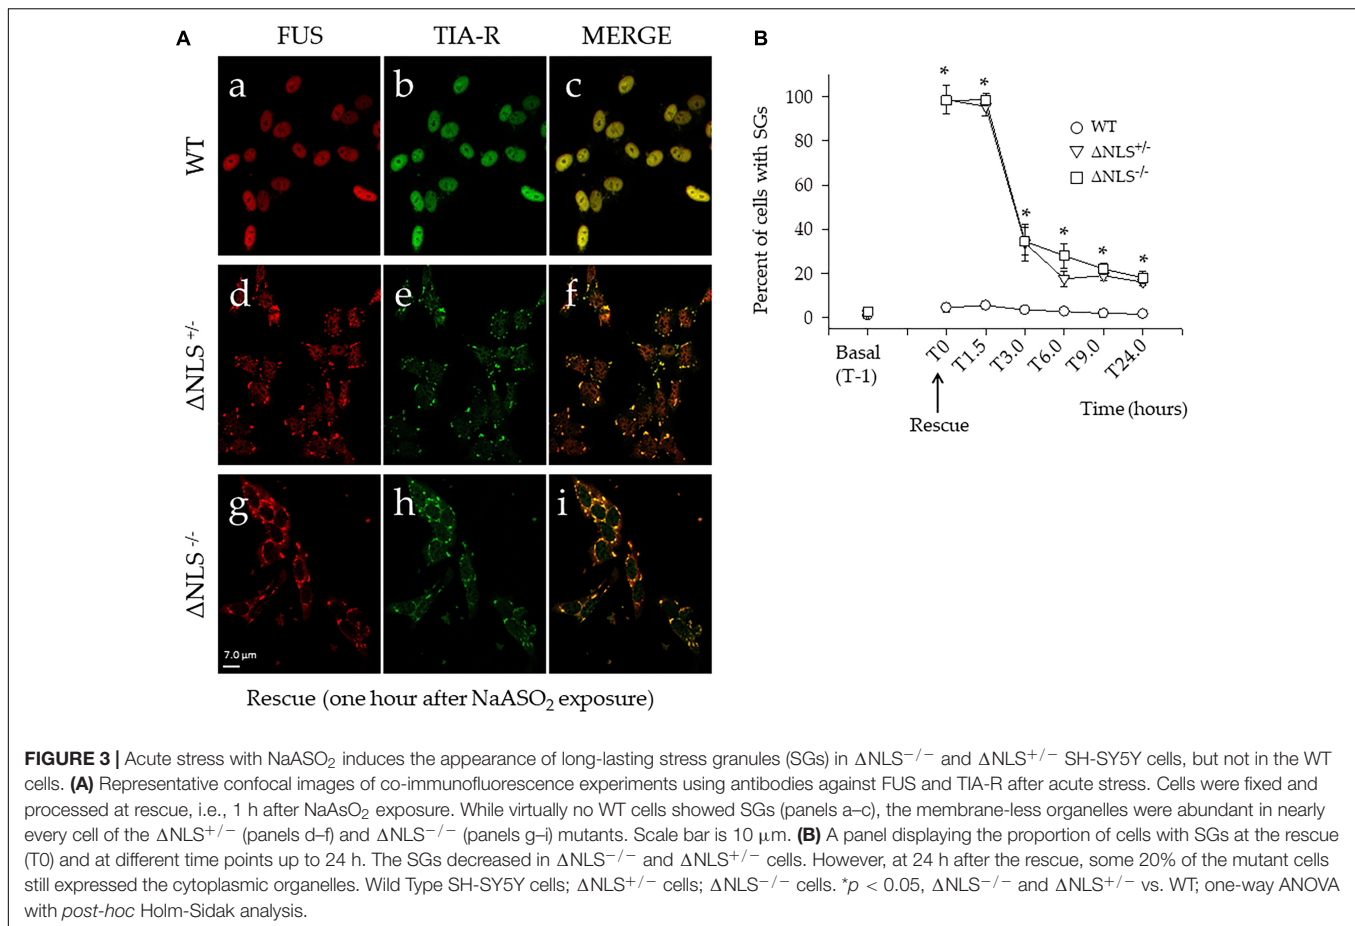 A
FUS
TIA-R
MERGE
WT
a
b
c
ΔNLS +/-
d
e
f
ΔNLS -/-
g
h
i
7.0 μm
Rescue (one hour after NaASO2 exposure)
B
Percent of cells with SGs
100
80
60
40
20
0
* * * * * *
WT
ΔNLS+/-
ΔNLS-/-
Basal
(T-1)
T0
T1.5
T3.0
T6.0
T9.0
T24.0
Rescue
Time (hours)
FIGURE 3 | Acute stress with NaASO2 induces the appearance of long-lasting stress granules (SGs) in ΔNLS−/− and ΔNLS+/− SH-SY5Y cells, but not in the WT
cells. (A) Representative confocal images of co-immunofluorescence experiments using antibodies against FUS and TIA-R after acute stress. Cells were fixed and
processed at rescue, i.e., 1 h after NaAsO2 exposure. While virtually no WT cells showed SGs (panels a–c), the membrane-less organelles were abundant in nearly
every cell of the ΔNLS+/− (panels d–f) and ΔNLS−/− (panels g–i) mutants. Scale bar is 10 μm. (B) A panel displaying the proportion of cells with SGs at the rescue
(T0) and at different time points up to 24 h. The SGs decreased in ΔNLS−/− and ΔNLS+/− cells. However, at 24 h after the rescue, some 20% of the mutant cells
still expressed the cytoplasmic organelles. Wild Type SH-SY5Y cells; ΔNLS+/− cells; ΔNLS−/− cells. *p < 0.05, ΔNLS−/− and ΔNLS+/− vs. WT; one-way ANOVA
with post-hoc Holm-Sidak analysis.